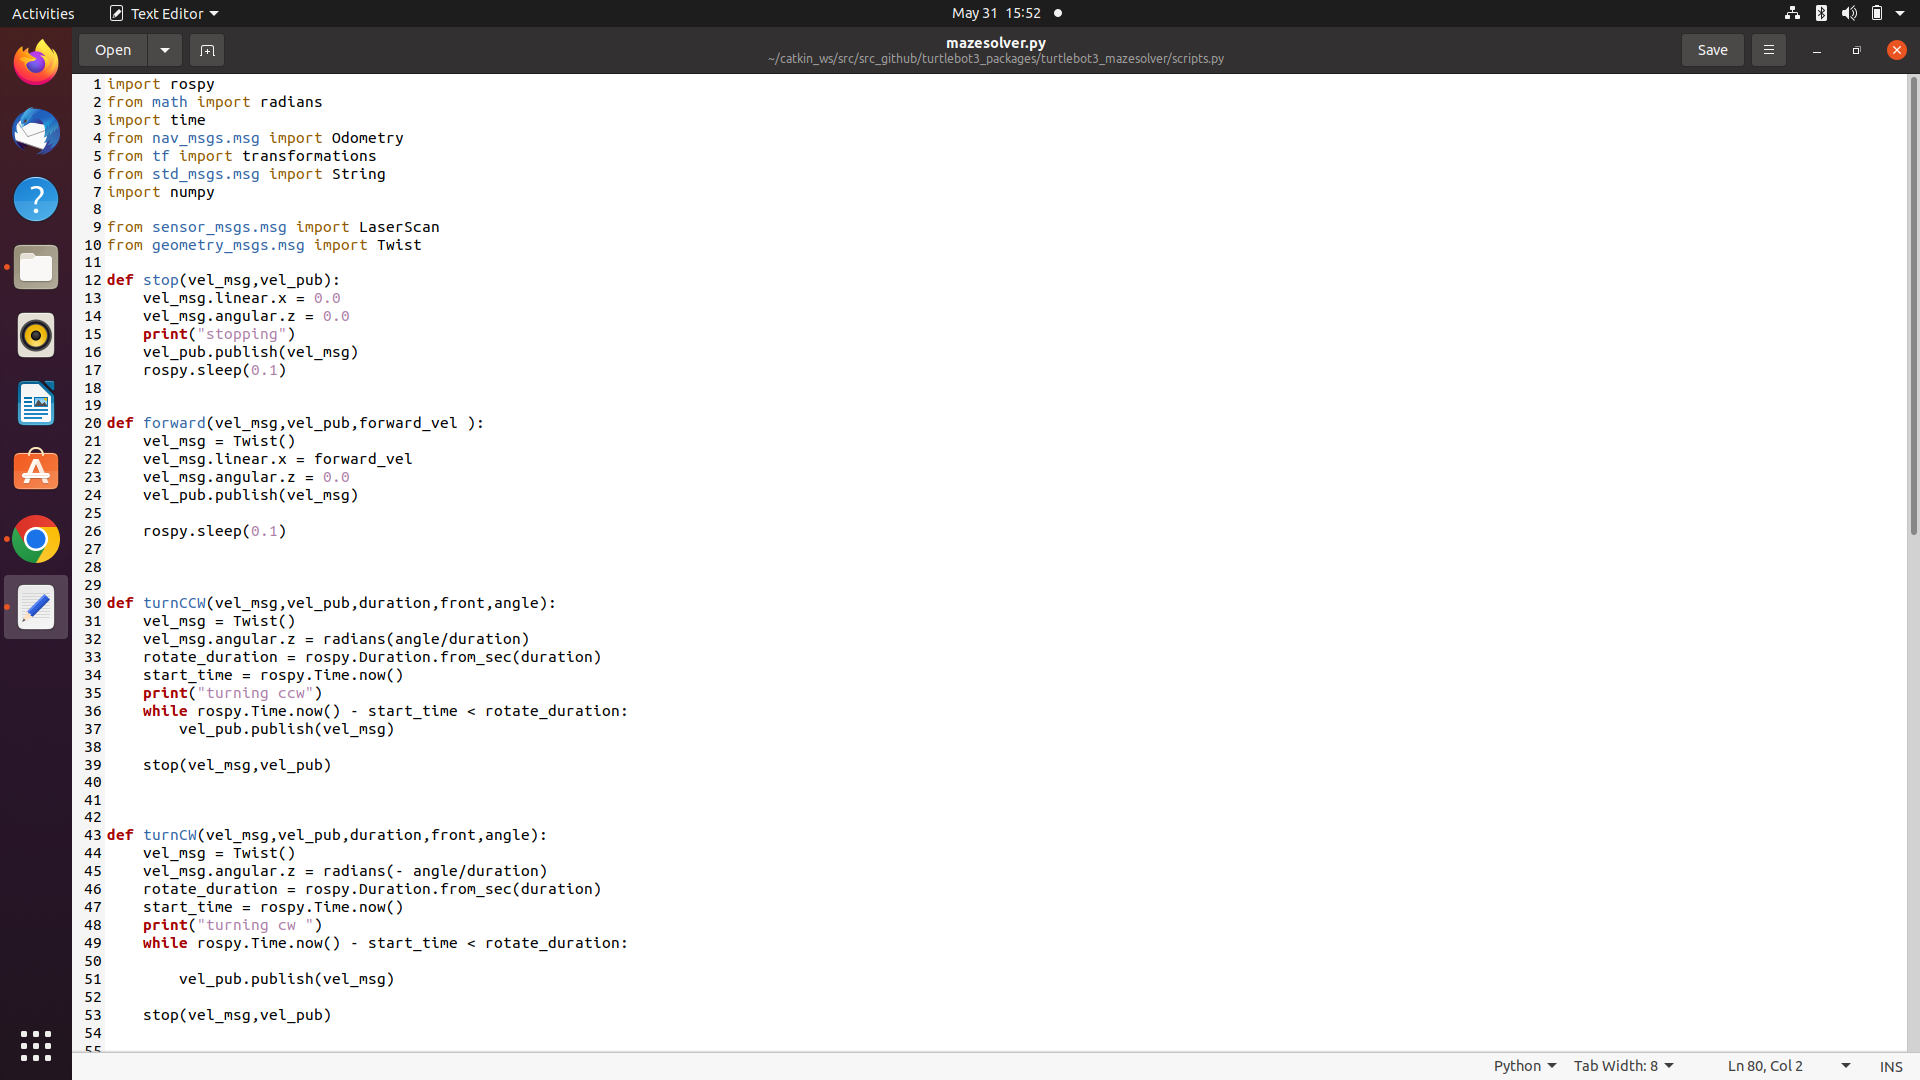 Activities
Text Editor
May 31 15:52
Open
mazesolver.py
~/catkin_ws/src/src_github/turtlebot3_packages/turtlebot3_mazesolver/scripts.py
Save
1 import rospy
2 from math import radians
3 import time
4 from nav_msgs.msg import Odometry
5 from tf import transformations
6 from std_msgs.msg import String
7 import numpy
8
9 from sensor_msgs.msg import LaserScan
10 from geometry_msgs.msg import Twist
11
12 def stop(vel_msg,vel_pub):
13     vel_msg.linear.x = 0.0
14     vel_msg.angular.z = 0.0
15     print("stopping")
16     vel_pub.publish(vel_msg)
17     rospy.sleep(0.1)
18
19
20 def forward(vel_msg,vel_pub,forward_vel ):
21     vel_msg = Twist()
22     vel_msg.linear.x = forward_vel
23     vel_msg.angular.z = 0.0
24     vel_pub.publish(vel_msg)
25
26     rospy.sleep(0.1)
27
28
29
30 def turnCCW(vel_msg,vel_pub,duration,front,angle):
31     vel_msg = Twist()
32     vel_msg.angular.z = radians(angle/duration)
33     rotate_duration = rospy.Duration.from_sec(duration)
34     start_time = rospy.Time.now()
35     print("turning ccw")
36     while rospy.Time.now() - start_time < rotate_duration:
37         vel_pub.publish(vel_msg)
38
39     stop(vel_msg,vel_pub)
40
41
42
43 def turnCW(vel_msg,vel_pub,duration,front,angle):
44     vel_msg = Twist()
45     vel_msg.angular.z = radians(- angle/duration)
46     rotate_duration = rospy.Duration.from_sec(duration)
47     start_time = rospy.Time.now()
48     print("turning cw ")
49     while rospy.Time.now() - start_time < rotate_duration:
50
51         vel_pub.publish(vel_msg)
52
53     stop(vel_msg,vel_pub)
54
55
Python
Tab Width: 8
Ln 80, Col 2
INS